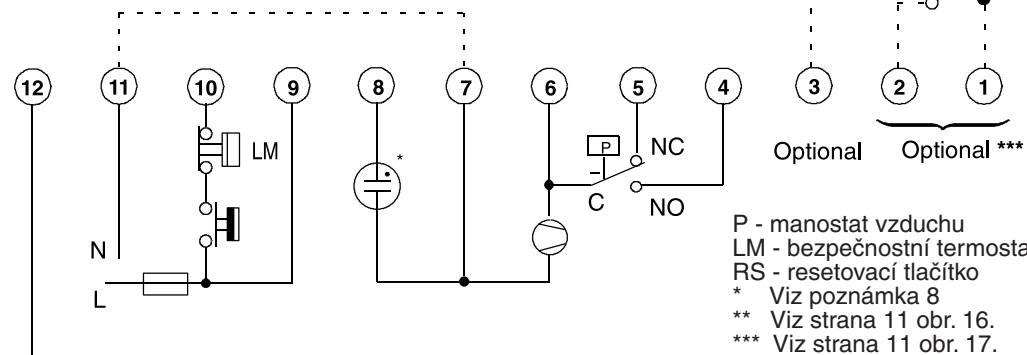 12 11 10 9 8 7 6 5 4 3 2 1
LM
*
P
NC
C
NO
Optional
Optional ***
N
L
P - manostat vzduchu
LM - bezpečnostní termosta
RS - resetovací tlačítko
* Viz poznámka 8
** Viz strana 11 obr. 16.
*** Viz strana 11 obr. 17.